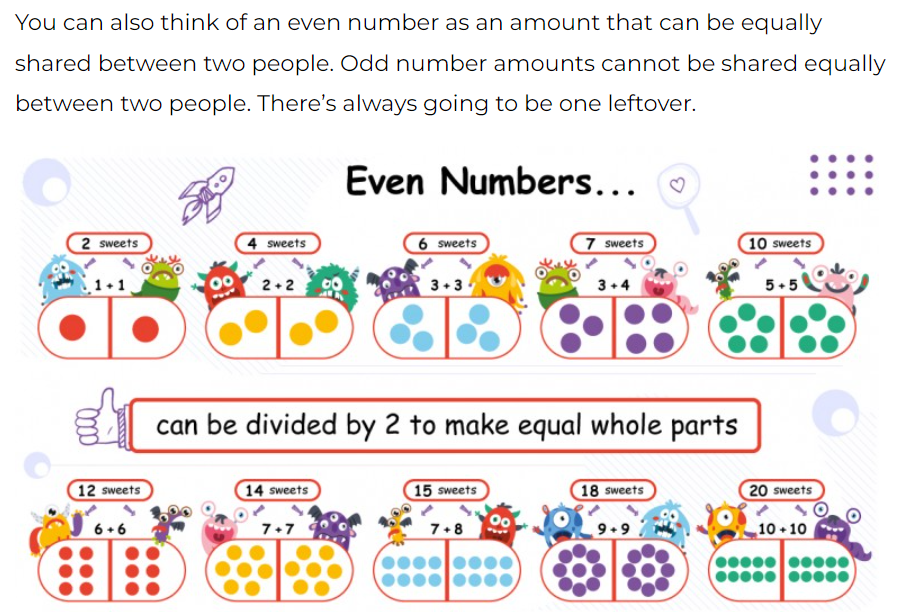 You can also think of an even number as an amount that can be equally
shared between two people. Odd number amounts cannot be shared equally
between two people. There’s always going to be one leftover.
Even Numbers...
2 sweets
4 sweets
6 sweets
7 sweets
10 sweets
1 + 1
2 + 2
3 + 3
3 + 4
5 + 5
can be divided by 2 to make equal whole parts
12 sweets
14 sweets
15 sweets
18 sweets
20 sweets
6 + 6
7 + 7
7 + 8
9 + 9
10 + 10